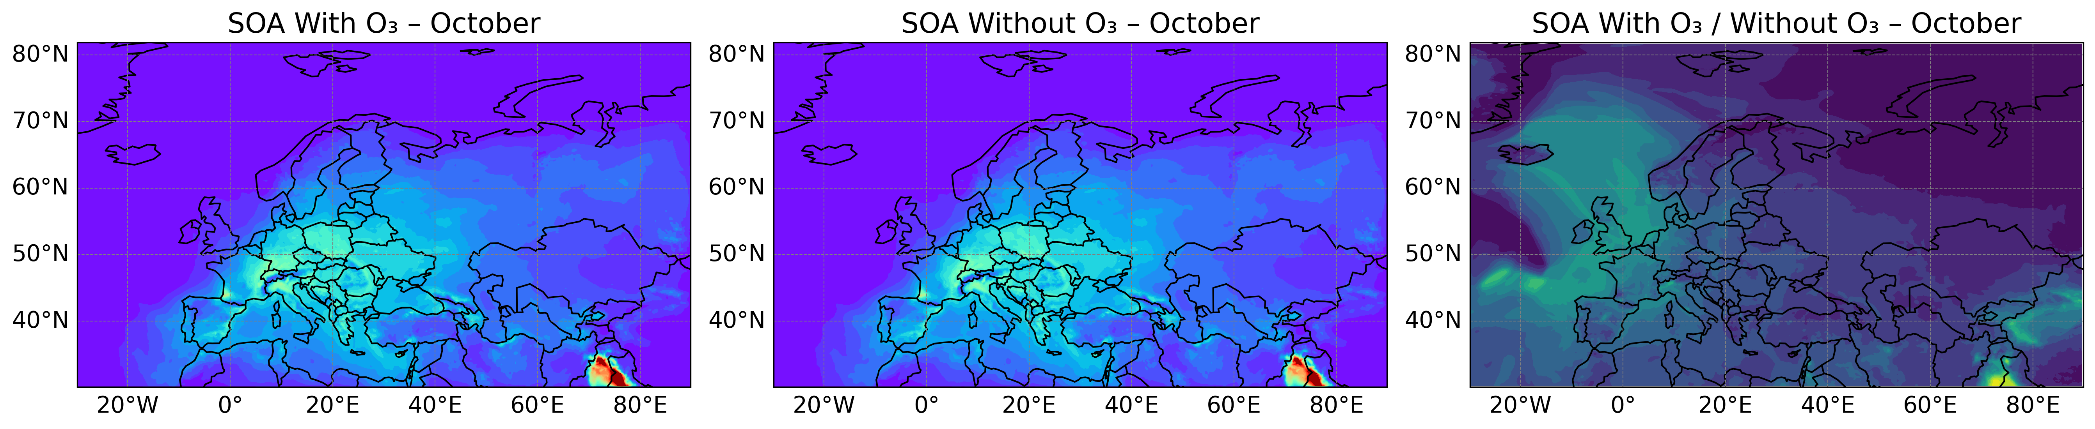 SOA With O₃ – October
SOA Without O₃ – October
SOA With O₃ / Without O₃ – October
80°N
70°N
60°N
50°N
40°N
20°W 0° 20°E 40°E 60°E 80°E
80°N
70°N
60°N
50°N
40°N
20°W 0° 20°E 40°E 60°E 80°E
80°N
70°N
60°N
50°N
40°N
20°W 0° 20°E 40°E 60°E 80°E